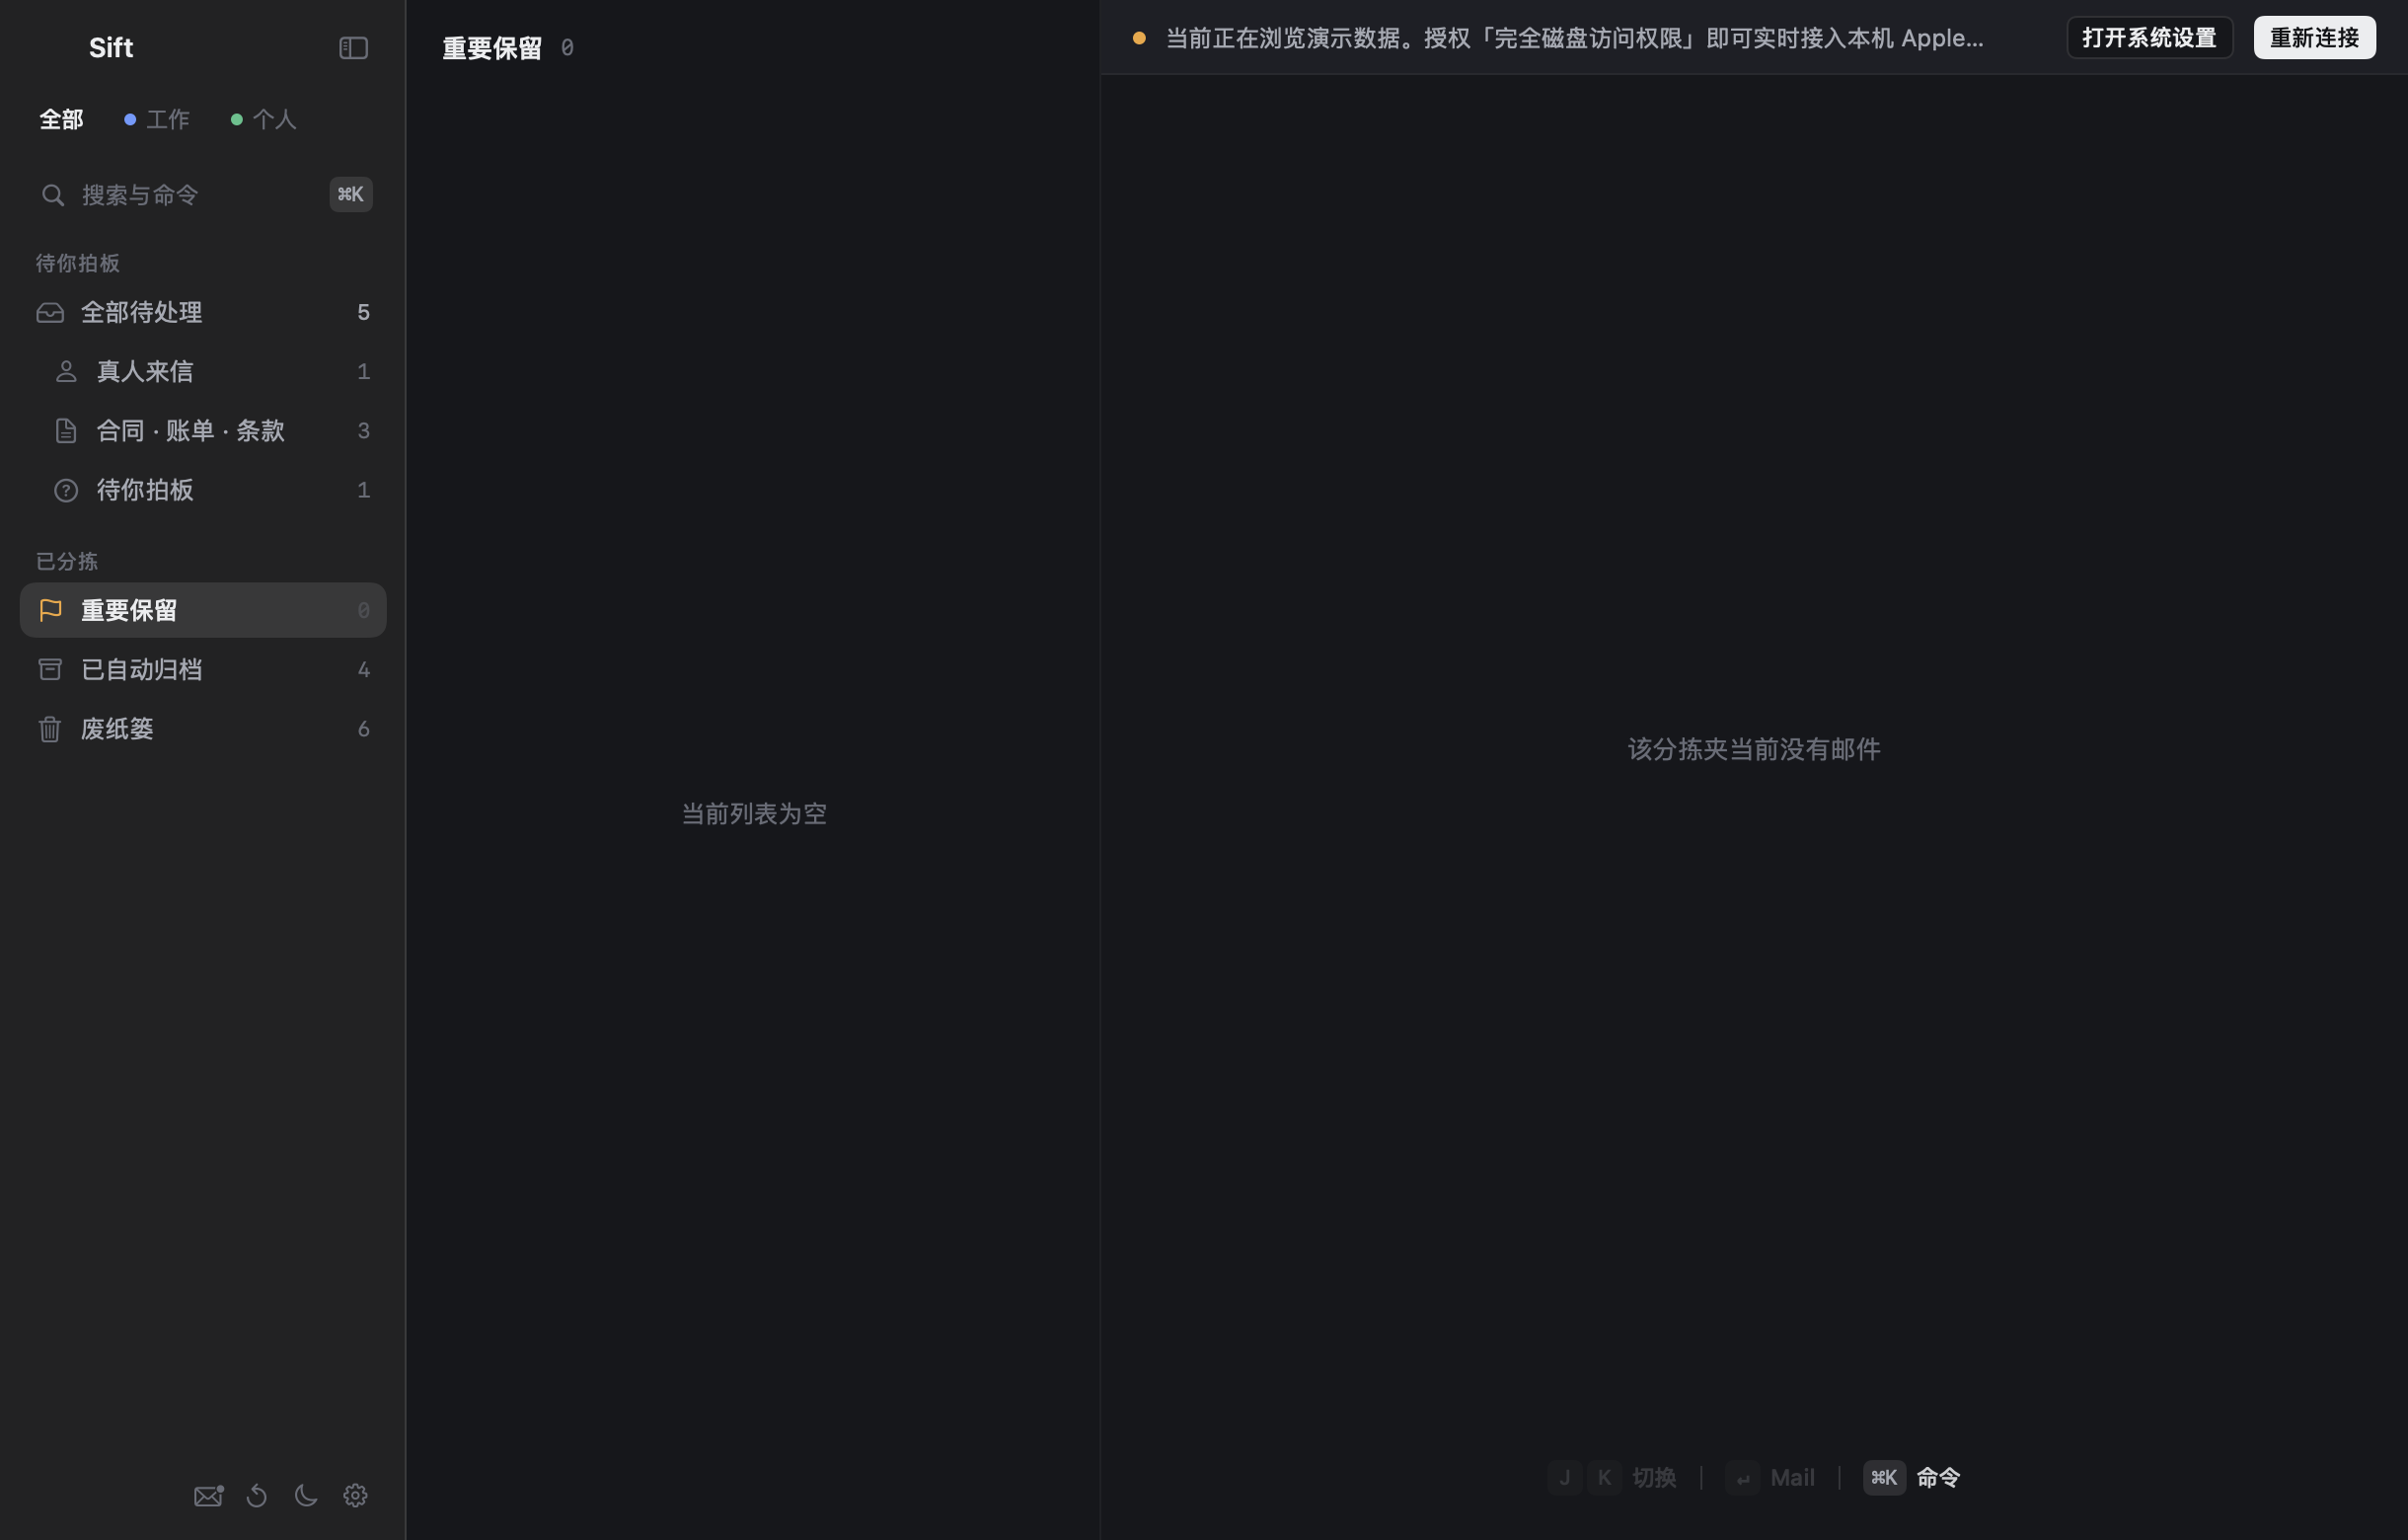 Sift
全部 工作 个人
搜索与命令 ⌘K
待你拍板
全部待处理 5
真人来信 1
合同 · 账单 · 条款 3
待你拍板 1
已分拣
重要保留 0
已自动归档 4
废纸篓 6
重要保留 0
当前列表为空
当前正在浏览演示数据。授权「完全磁盘访问权限」即可实时接入本机 Apple...
打开系统设置 重新连接
该分拣夹当前没有邮件
J K 切换 | ↵ Mail | ⌘K 命令